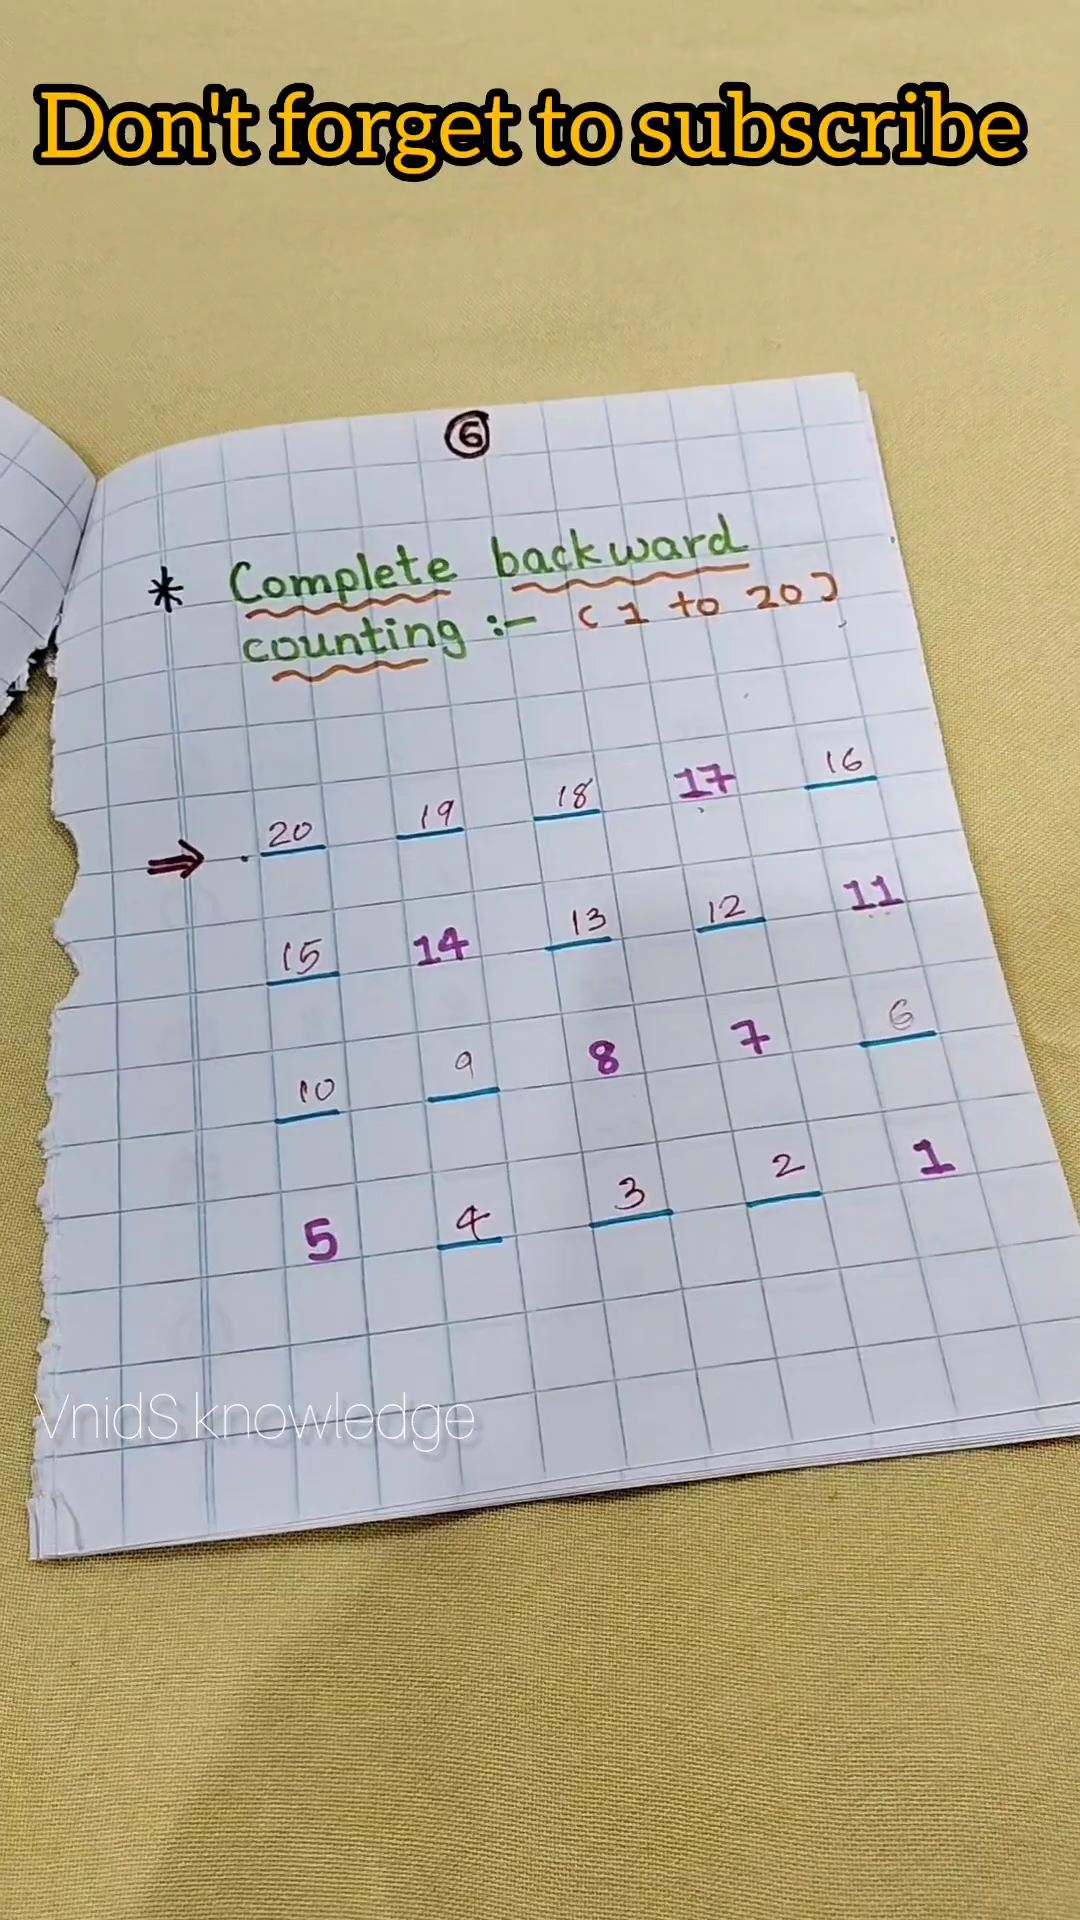 Don't forget to subscribe
6
* Complete backward
counting :- (1 to 20)
⇒ . 20 19 18 17 16
15 14 13 12 11
10 9 8 7 6
5 4 3 2 1
VnidS knowledge